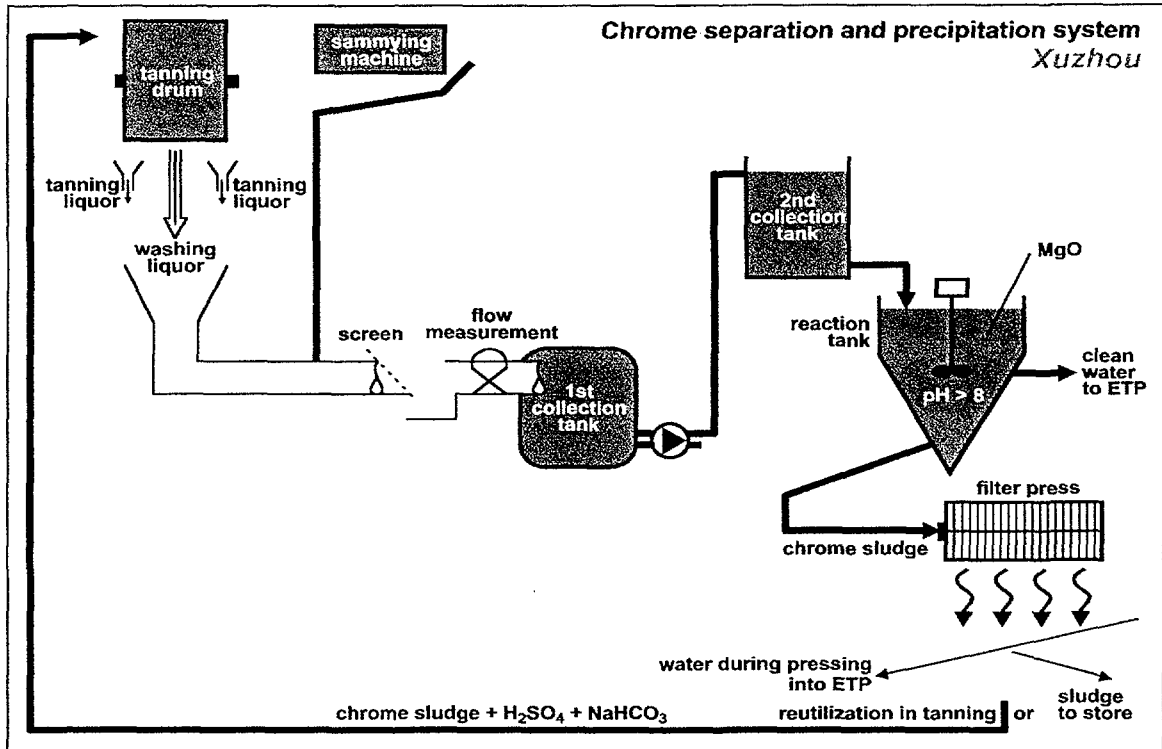 Chrome separation and precipitation system
Xuzhou
tanning
drum
sammying
machine
tanning
liquor
tanning
liquor
washing
liquor
screen
flow
measurement
1st
collection
tank
2nd
collection
tank
MgO
reaction
tank
pH > 8
clean
water
to ETP
filter press
chrome sludge
water during pressing
into ETP
sludge
to store
chrome sludge + H₂SO₄ + NaHCO₃
reutilization in tanning or